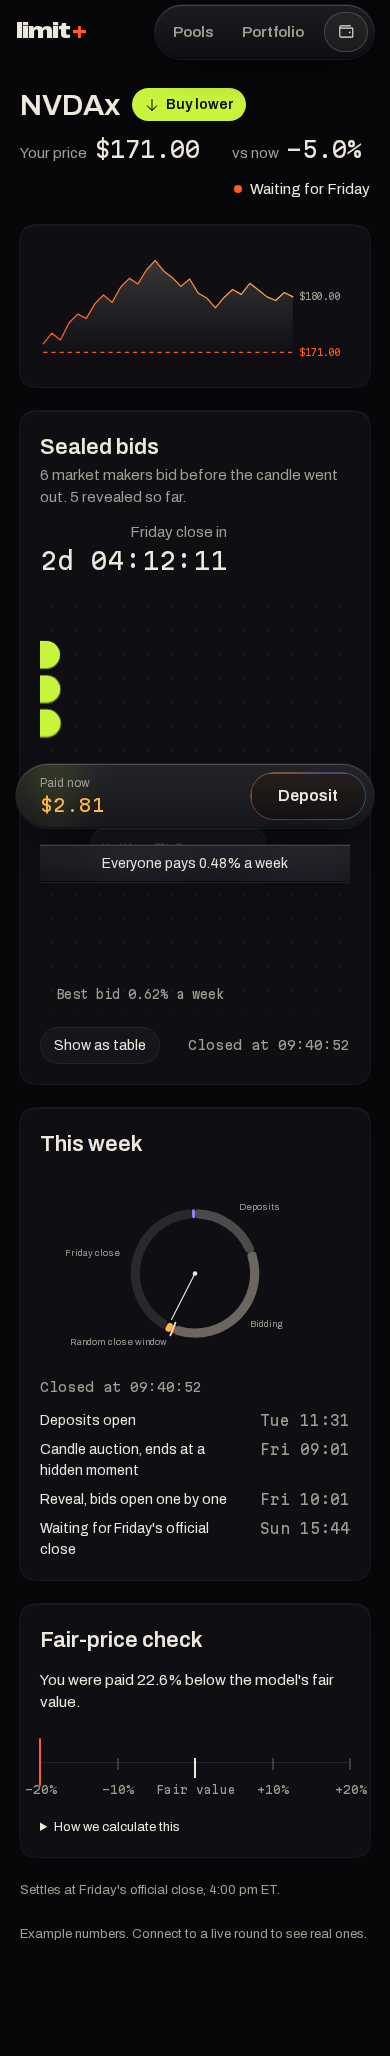 limit+
Pools Portfolio
NVDAx ↓ Buy lower
Your price $171.00 vs now −5.0%
Waiting for Friday
$180.00
$171.00
Sealed bids
6 market makers bid before the candle went
out. 5 revealed so far.
Friday close in
2d 04:12:11
Paid now
$2.81
Deposit
Everyone pays 0.48% a week
Best bid 0.62% a week
Show as table Closed at 09:40:52
This week
Deposits
Friday close
Bidding
Random close window
Closed at 09:40:52
Deposits open Tue 11:31
Candle auction, ends at a Fri 09:01
hidden moment
Reveal, bids open one by one Fri 10:01
Waiting for Friday's official Sun 15:44
close
Fair-price check
You were paid 22.6% below the model's fair
value.
−20% −10% Fair value +10% +20%
How we calculate this
Settles at Friday's official close, 4:00 pm ET.
Example numbers. Connect to a live round to see real ones.